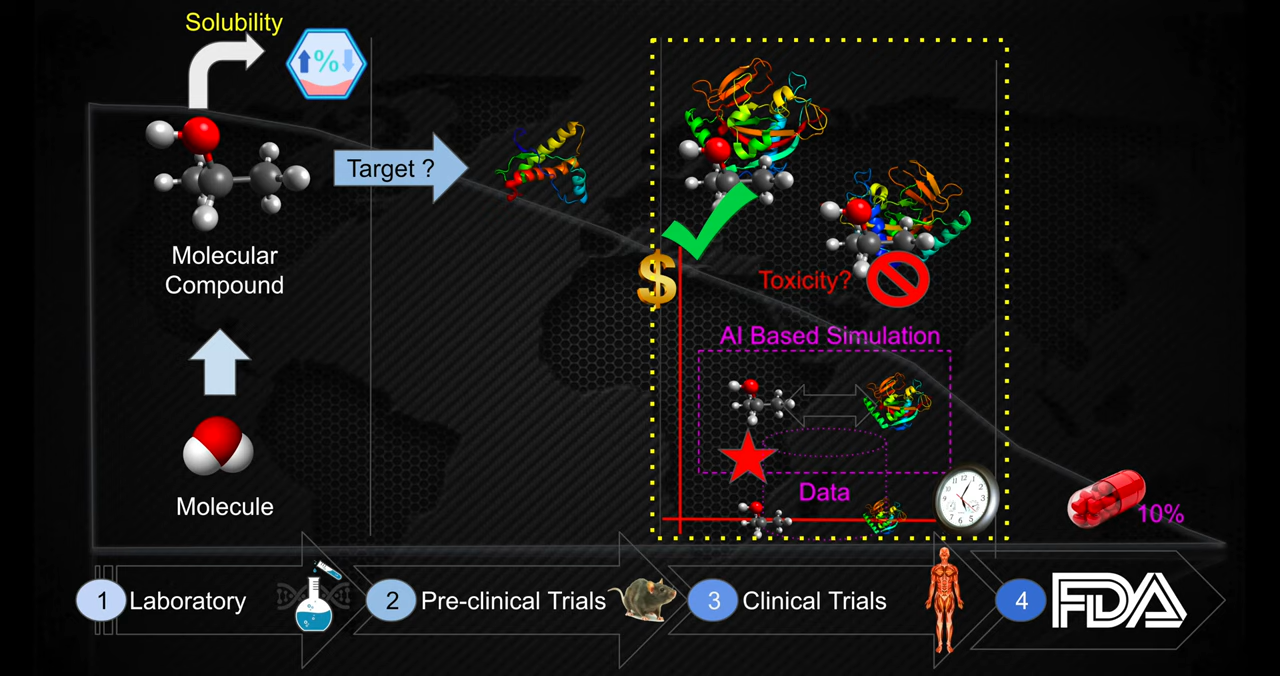 Solubility
%
Target ?
Molecular
Compound
Molecule
$
Toxicity?
AI Based Simulation
Data
10%
1 Laboratory
2 Pre-clinical Trials
3 Clinical Trials
4 FDA